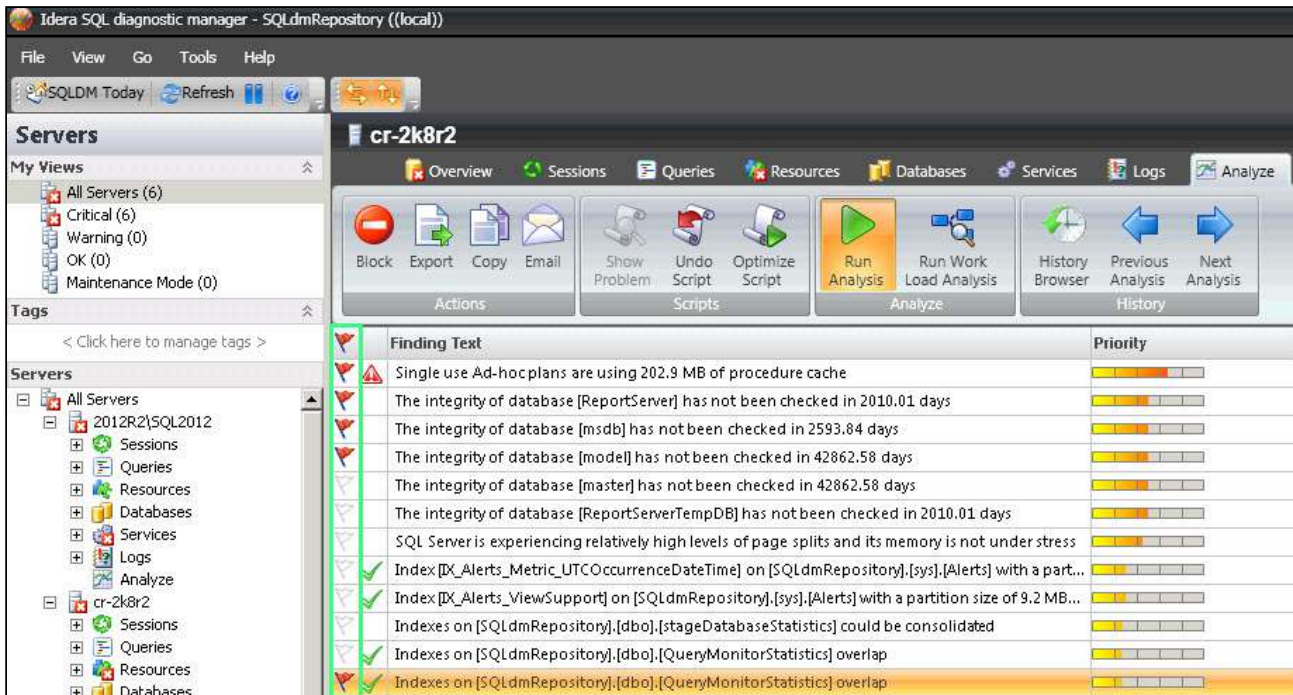 Idera SQL diagnostic manager - SQLdmRepository ((local))
File View Go Tools Help
SQLDM Today Refresh
Servers
My Views
All Servers (6)
Critical (6)
Warning (0)
OK (0)
Maintenance Mode (0)
Tags
< Click here to manage tags >
Servers
All Servers
2012R2\SQL2012
Sessions
Queries
Resources
Databases
Services
Logs
Analyze
cr-2k8r2
Sessions
Queries
Resources
Databases
cr-2k8r2
Overview Sessions Queries Resources Databases Services Logs Analyze
Block Export Copy Email Show Problem Undo Script Optimize Script Run Analysis Run Work Load Analysis History Browser Previous Analysis Next Analysis
Actions Scripts Analyze History
Finding Text Priority
Single use Ad-hoc plans are using 202.9 MB of procedure cache
The integrity of database [ReportServer] has not been checked in 2010.01 days
The integrity of database [msdb] has not been checked in 2593.84 days
The integrity of database [model] has not been checked in 42862.58 days
The integrity of database [master] has not been checked in 42862.58 days
The integrity of database [ReportServerTempDB] has not been checked in 2010.01 days
SQL Server is experiencing relatively high levels of page splits and its memory is not under stress
Index [IX_Alerts_Metric_UTCOccurrenceDateTime] on [SQLdmRepository].[sys].[Alerts] with a part...
Index [IX_Alerts_ViewSupport] on [SQLdmRepository].[sys].[Alerts] with a partition size of 9.2 MB...
Indexes on [SQLdmRepository].[dbo].[stageDatabaseStatistics] could be consolidated
Indexes on [SQLdmRepository].[dbo].[QueryMonitorStatistics] overlap
Indexes on [SQLdmRepository].[dbo].[QueryMonitorStatistics] overlap